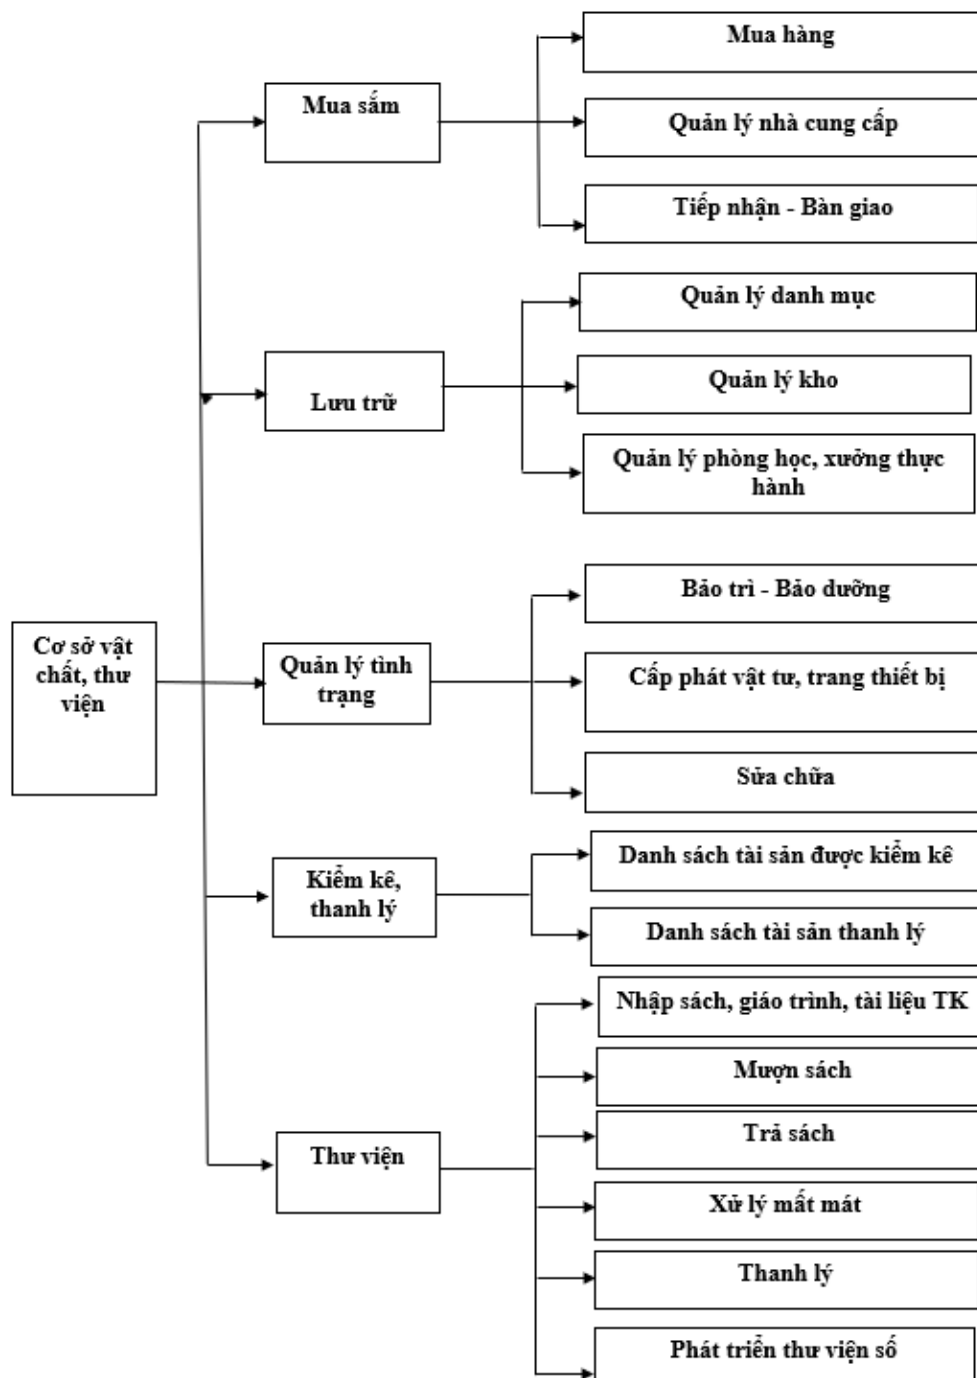 Cơ sở vật
chất, thư
viện
Mua sắm
Mua hàng
Quản lý nhà cung cấp
Tiếp nhận - Bàn giao
Lưu trữ
Quản lý danh mục
Quản lý kho
Quản lý phòng học, xưởng thực
hành
Quản lý tình
trạng
Bảo trì - Bảo dưỡng
Cấp phát vật tư, trang thiết bị
Sửa chữa
Kiểm kê,
thanh lý
Danh sách tài sản được kiểm kê
Danh sách tài sản thanh lý
Thư viện
Nhập sách, giáo trình, tài liệu TK
Mượn sách
Trả sách
Xử lý mất mát
Thanh lý
Phát triển thư viện số